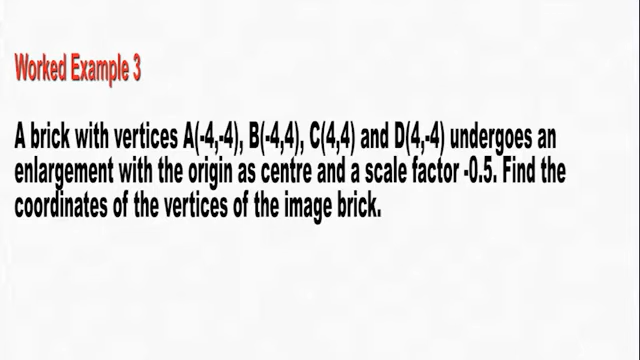 Worked Example 3
A brick with vertices A(-4,-4), B(-4,4), C(4,4) and D(4,-4) undergoes an
enlargement with the origin as centre and a scale factor -0.5. Find the
coordinates of the vertices of the image brick.